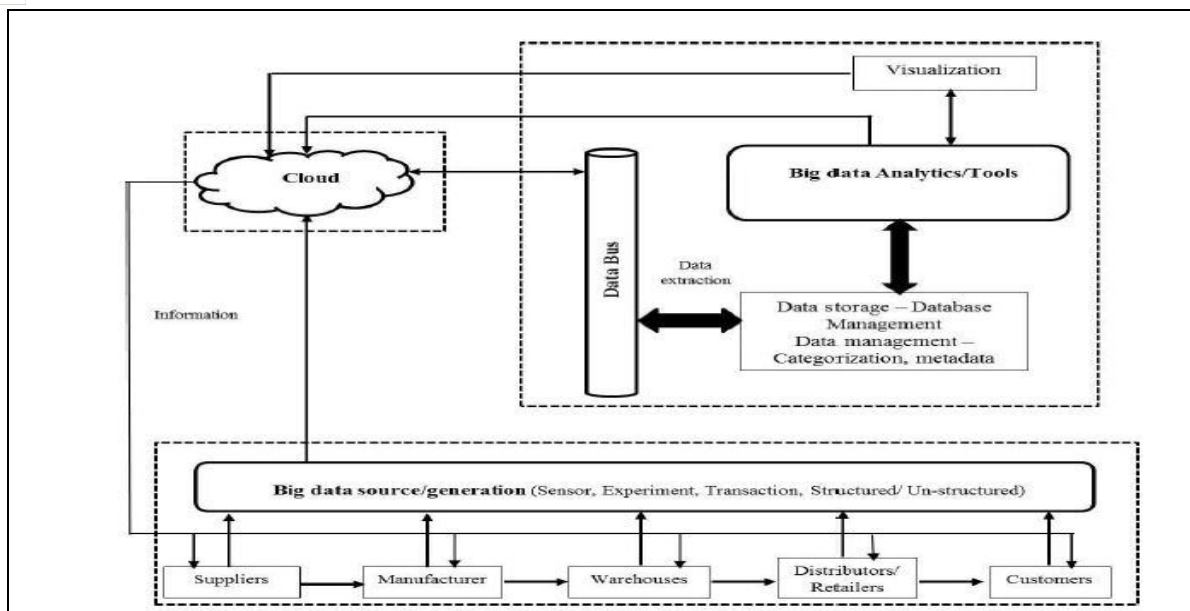 Visualization
Cloud
Big data Analytics/Tools
Data Bus
Data
extraction
Data storage – Database
Management
Data management –
Categorization, metadata
Information
Big data source/generation (Sensor, Experiment, Transaction, Structured/ Un-structured)
Suppliers
Manufacturer
Warehouses
Distributors/
Retailers
Customers